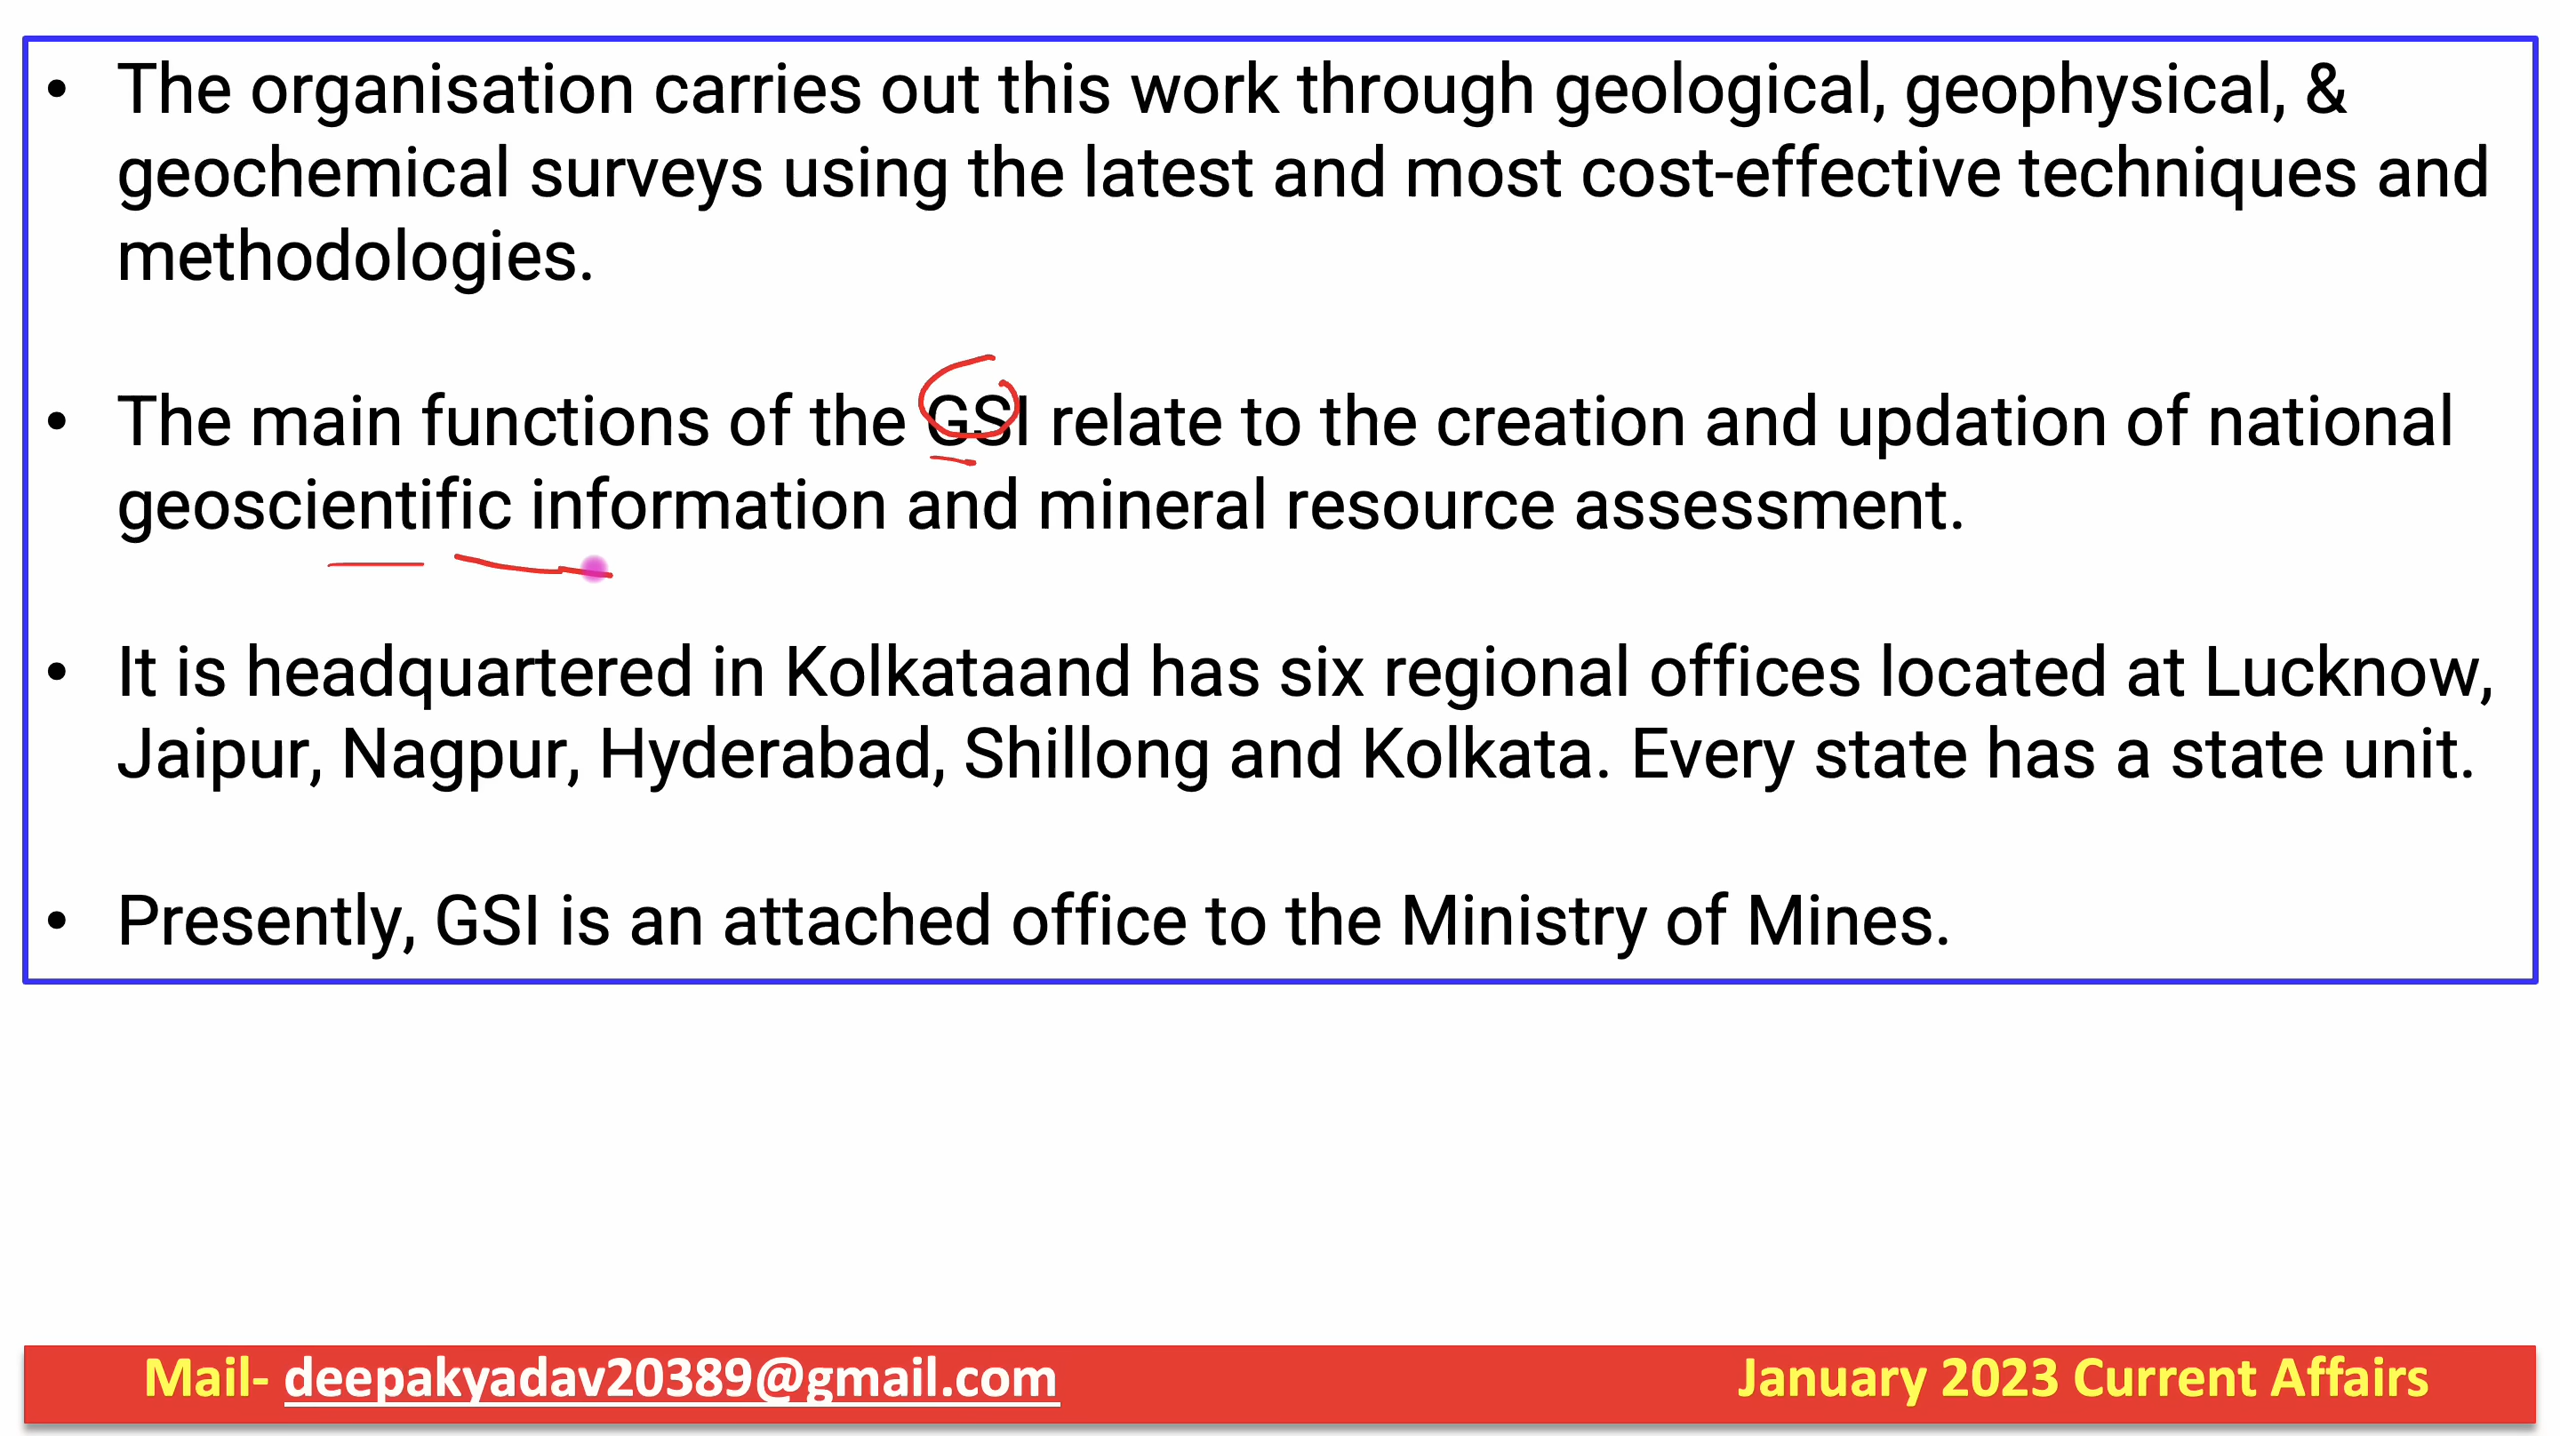 • The organisation carries out this work through geological, geophysical, &
geochemical surveys using the latest and most cost-effective techniques and
methodologies.
• The main functions of the GSI relate to the creation and updation of national
geoscientific information and mineral resource assessment.
• It is headquartered in Kolkataand has six regional offices located at Lucknow,
Jaipur, Nagpur, Hyderabad, Shillong and Kolkata. Every state has a state unit.
• Presently, GSI is an attached office to the Ministry of Mines.
Mail- deepakyadav20389@gmail.com January 2023 Current Affairs